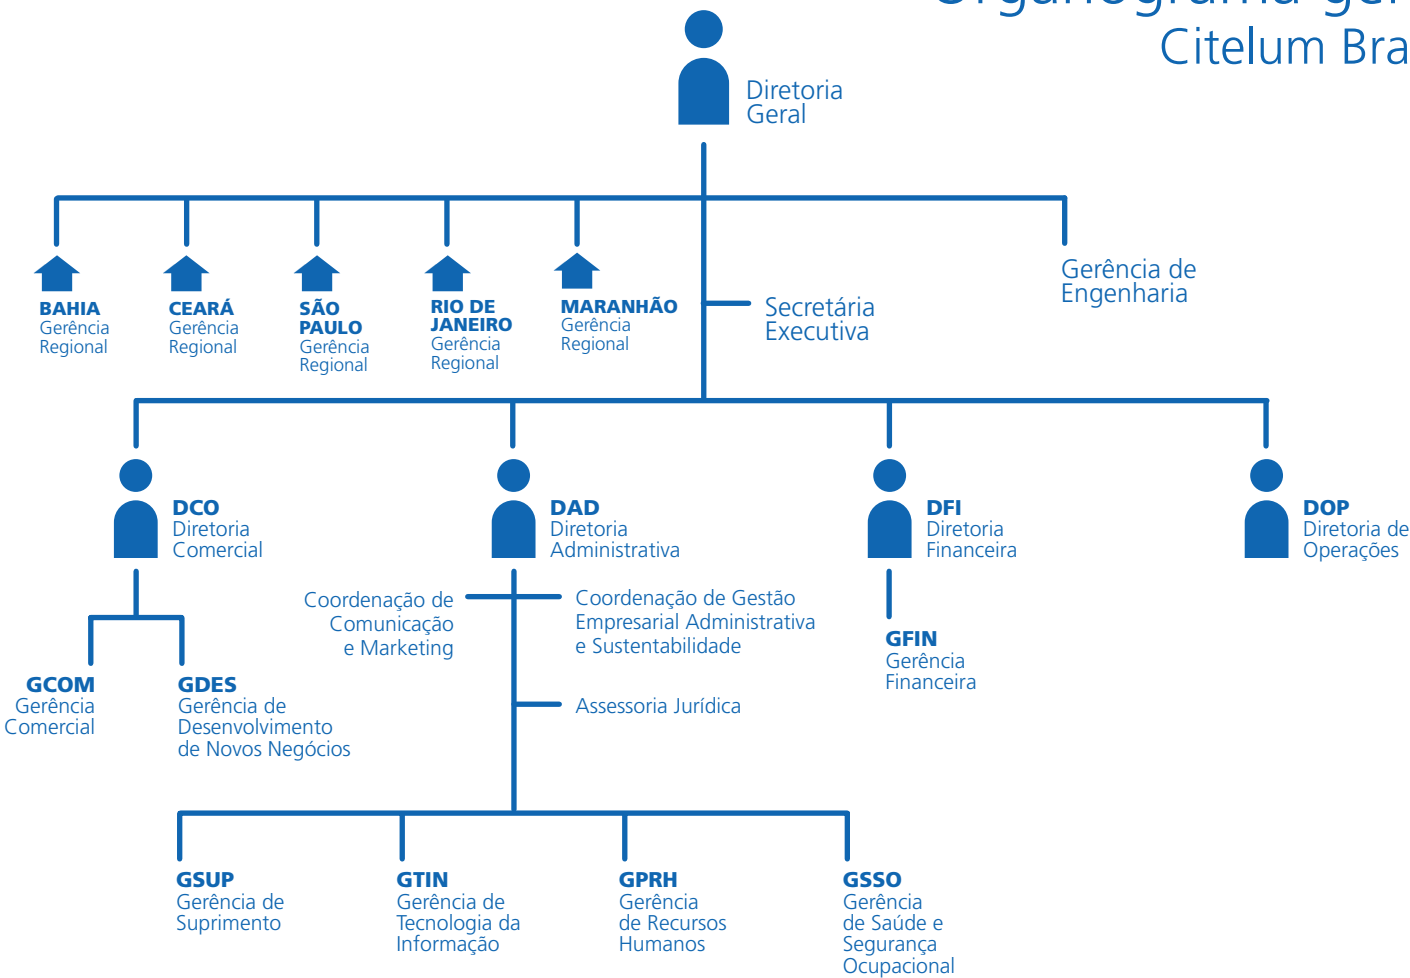 Organograma ger
Citelum Bra
Diretoria
Geral
BAHIA
Gerência
Regional
CEARÁ
Gerência
Regional
SÃO
PAULO
Gerência
Regional
RIO DE
JANEIRO
Gerência
Regional
MARANHÃO
Gerência
Regional
Secretária
Executiva
Gerência de
Engenharia
DCO
Diretoria
Comercial
DAD
Diretoria
Administrativa
DFI
Diretoria
Financeira
DOP
Diretoria de
Operações
Coordenação de
Comunicação
e Marketing
Coordenação de Gestão
Empresarial Administrativa
e Sustentabilidade
GFIN
Gerência
Financeira
GCOM
Gerência
Comercial
GDES
Gerência de
Desenvolvimento
de Novos Negócios
Assessoria Jurídica
GSUP
Gerência de
Suprimento
GTIN
Gerência de
Tecnologia da
Informação
GPRH
Gerência
de Recursos
Humanos
GSSO
Gerência
de Saúde e
Segurança
Ocupacional